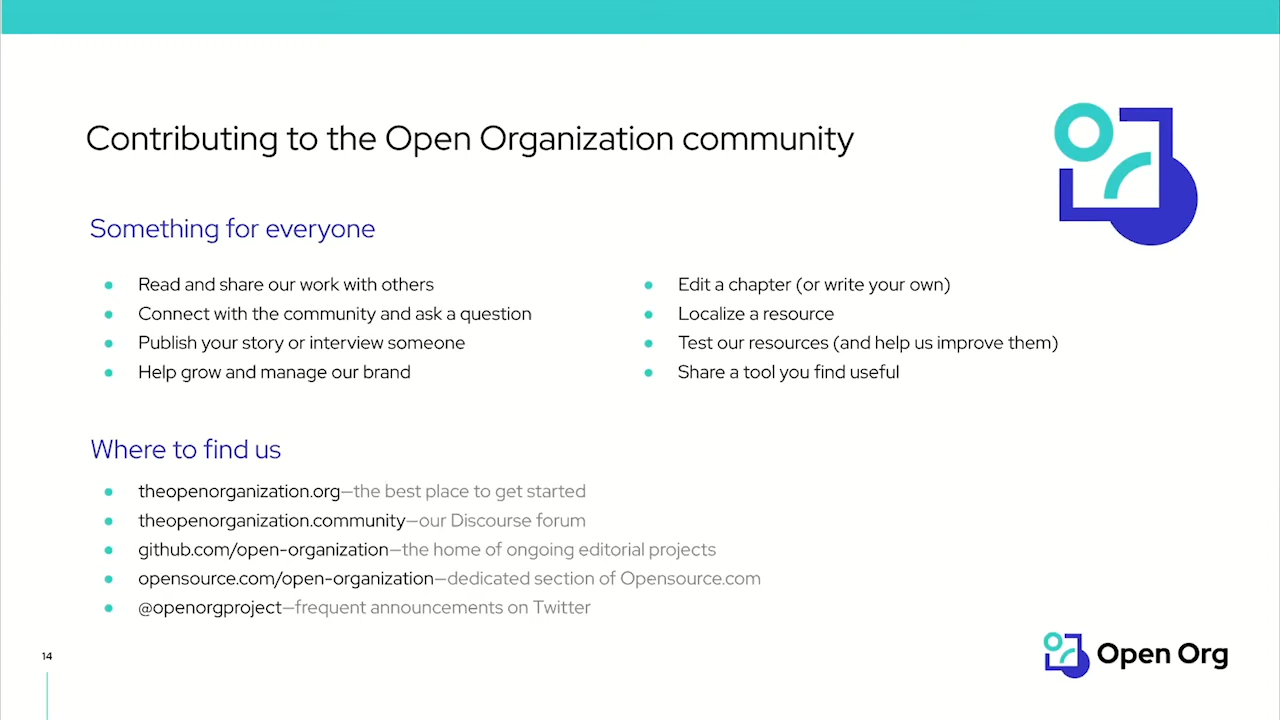 Contributing to the Open Organization community
Something for everyone
Read and share our work with others
Connect with the community and ask a question
Publish your story or interview someone
Help grow and manage our brand
Edit a chapter (or write your own)
Localize a resource
Test our resources (and help us improve them)
Share a tool you find useful
Where to find us
theopenorganization.org—the best place to get started
theopenorganization.community—our Discourse forum
github.com/open-organization—the home of ongoing editorial projects
opensource.com/open-organization—dedicated section of Opensource.com
@openorgproject—frequent announcements on Twitter
14
Open Org